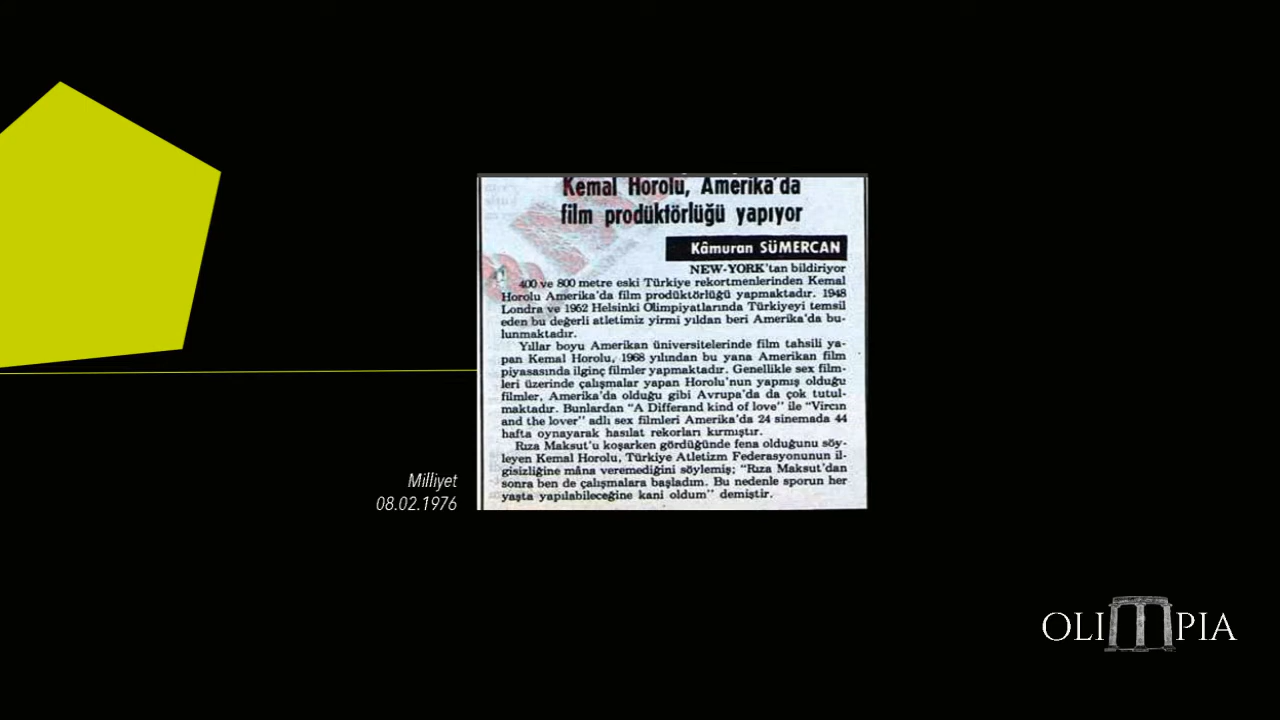 Kemal Horolu, Amerika'da
film prodüktörlüğü yapıyor
Kâmuran SÜMERCAN
NEW-YORK'tan bildiriyor
400 ve 800 metre eski Türkiye rekortmenlerinden Kemal
Horolu Amerika'da film prodüktörlüğü yapmaktadır. 1948
Londra ve 1952 Helsinki Olimpiyatlarında Türkiyeyi temsil
eden bu değerli atletimiz yirmi yıldan beri Amerika'da bu-
lunmaktadır.
Yıllar boyu Amerikan üniversitelerinde film tahsili ya-
pan Kemal Horolu, 1968 yılından bu yana Amerikan film
piyasasında ilginç filmler yapmaktadır. Genellikle sex film-
leri üzerinde çalışmalar yapan Horolu'nun yapmış olduğu
filmler, Amerika'da olduğu gibi Avrupa'da da çok tutul-
maktadır. Bunlardan "A Differand kind of love" ile "Vircin
and the lover" adlı sex filmleri Amerika'da 24 sinemada 44
hafta oynayarak hasılat rekorları kırmıştır.
Rıza Maksut'u koşarken gördüğünde fena olduğunu söy-
leyen Kemal Horolu, Türkiye Atletizm Federasyonunun il-
gisizliğine mâna veremediğini söylemiş; "Rıza Maksut'dan
sonra ben de çalışmalara başladım. Bu nedenle sporun her
yaşta yapılabileceğine kani oldum" demiştir.
Milliyet
08.02.1976
OLIMPIA